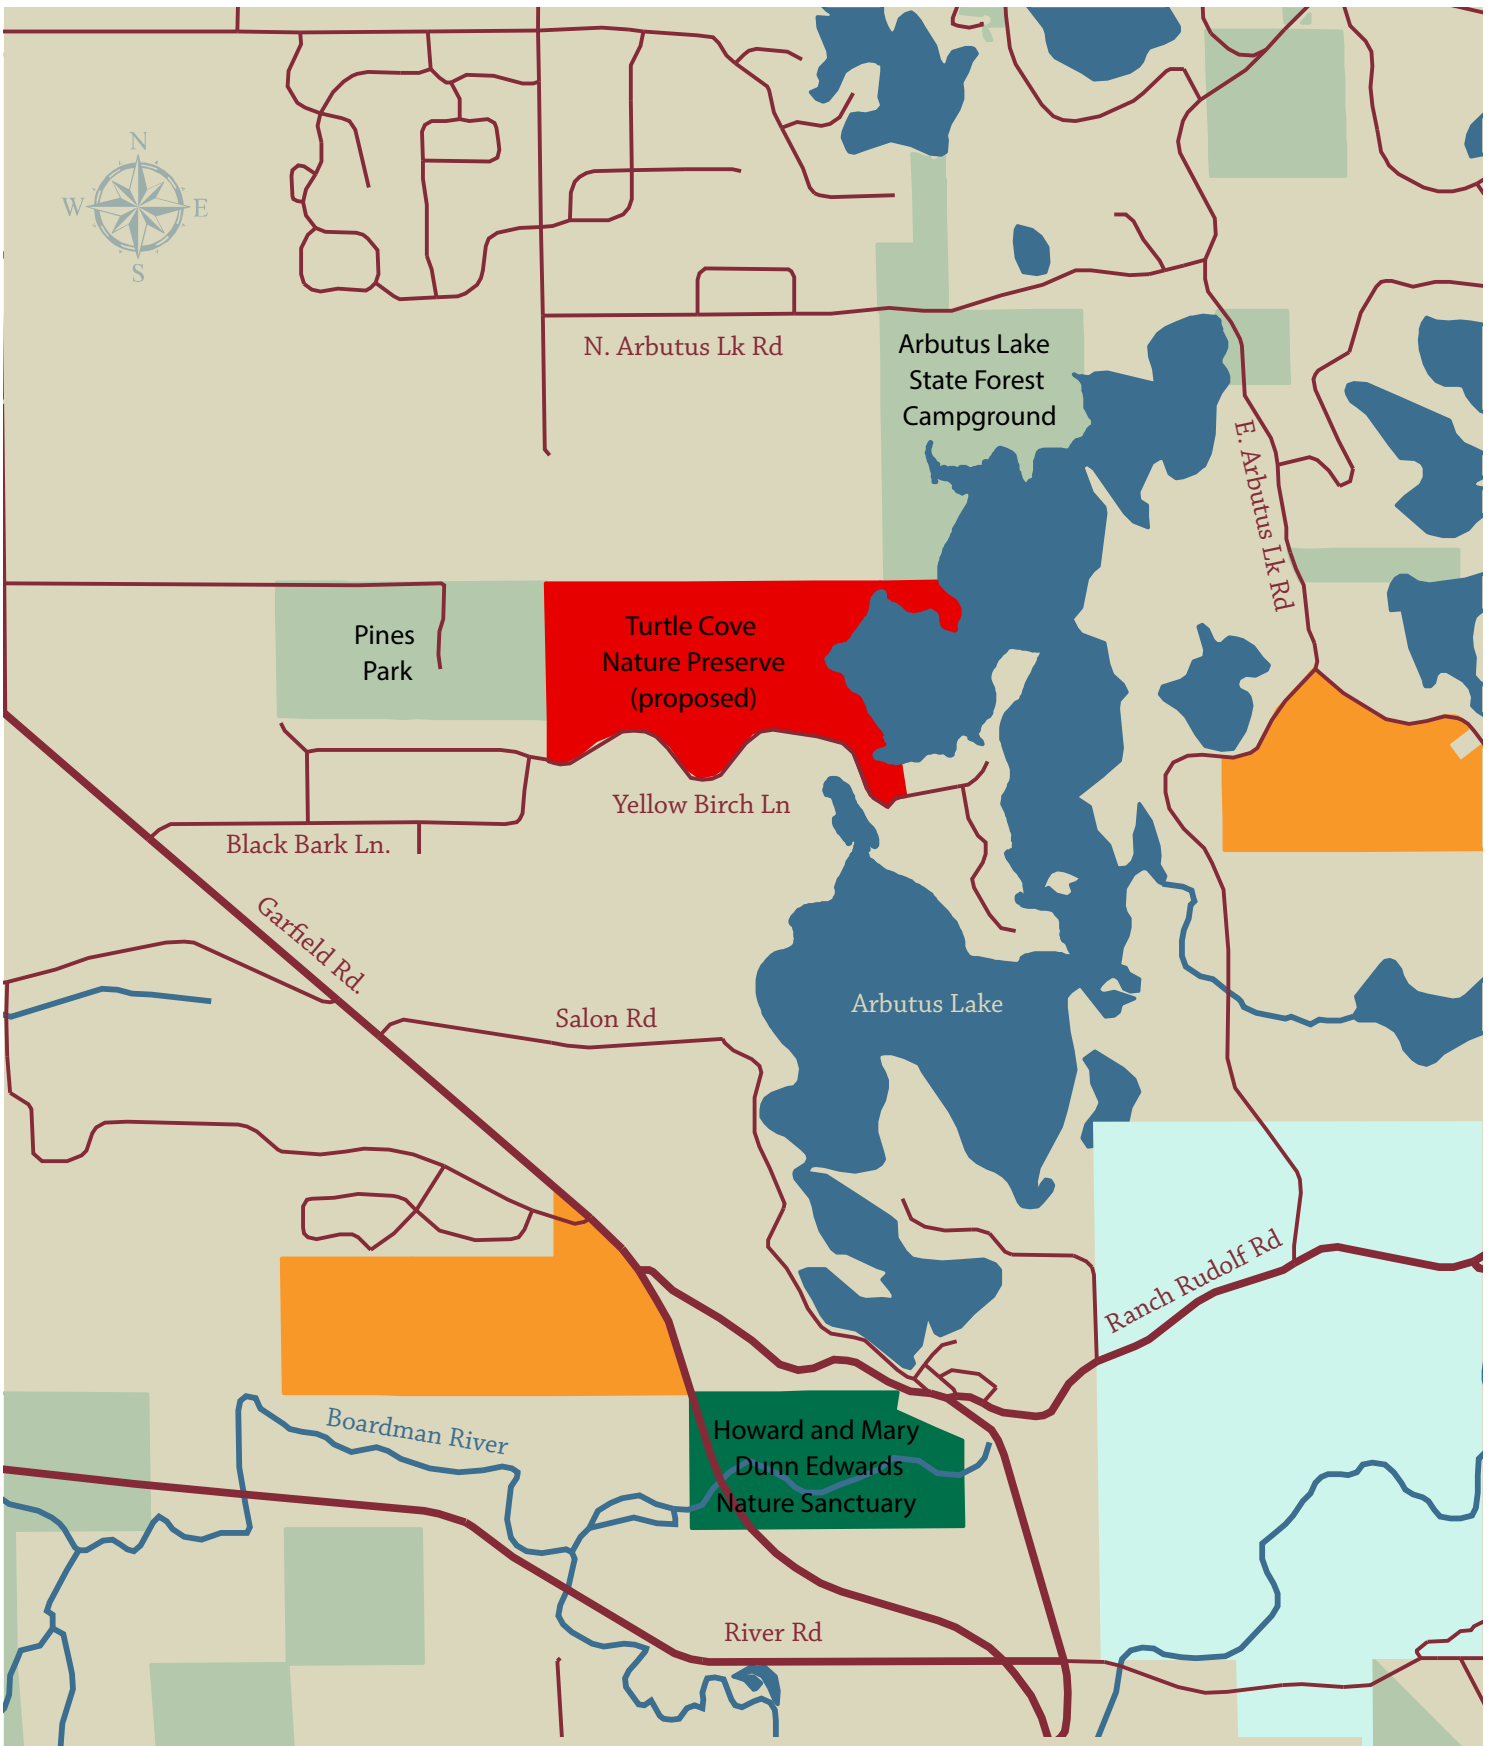 N
W E
S
N. Arbutus Lk Rd
Arbutus Lake
State Forest
Campground
E. Arbutus Lk Rd
Pines
Park
Turtle Cove
Nature Preserve
(proposed)
Yellow Birch Ln
Black Bark Ln.
Garfield Rd.
Salon Rd
Arbutus Lake
Ranch Rudolf Rd
Boardman River
Howard and Mary
Dunn Edwards
Nature Sanctuary
River Rd